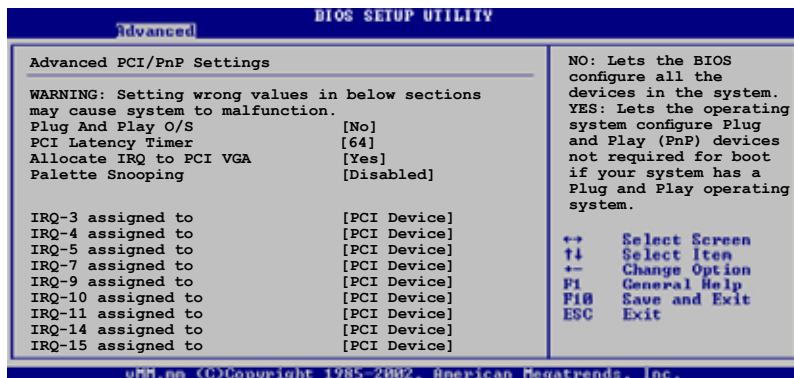 BIOS SETUP UTILITY
Advanced
Advanced PCI/PnP Settings
WARNING: Setting wrong values in below sections
may cause system to malfunction.
Plug And Play O/S [No]
PCI Latency Timer [64]
Allocate IRQ to PCI VGA [Yes]
Palette Snooping [Disabled]
IRQ-3 assigned to [PCI Device]
IRQ-4 assigned to [PCI Device]
IRQ-5 assigned to [PCI Device]
IRQ-7 assigned to [PCI Device]
IRQ-9 assigned to [PCI Device]
IRQ-10 assigned to [PCI Device]
IRQ-11 assigned to [PCI Device]
IRQ-14 assigned to [PCI Device]
IRQ-15 assigned to [PCI Device]
NO: Lets the BIOS
configure all the
devices in the system.
YES: Lets the operating
system configure Plug
and Play (PnP) devices
not required for boot
if your system has a
Plug and Play operating
system.
↔ Select Screen
↑↓ Select Item
+- Change Option
F1 General Help
F10 Save and Exit
ESC Exit
vMM.mm (C)Copyright 1985-2002, American Megatrends, Inc.